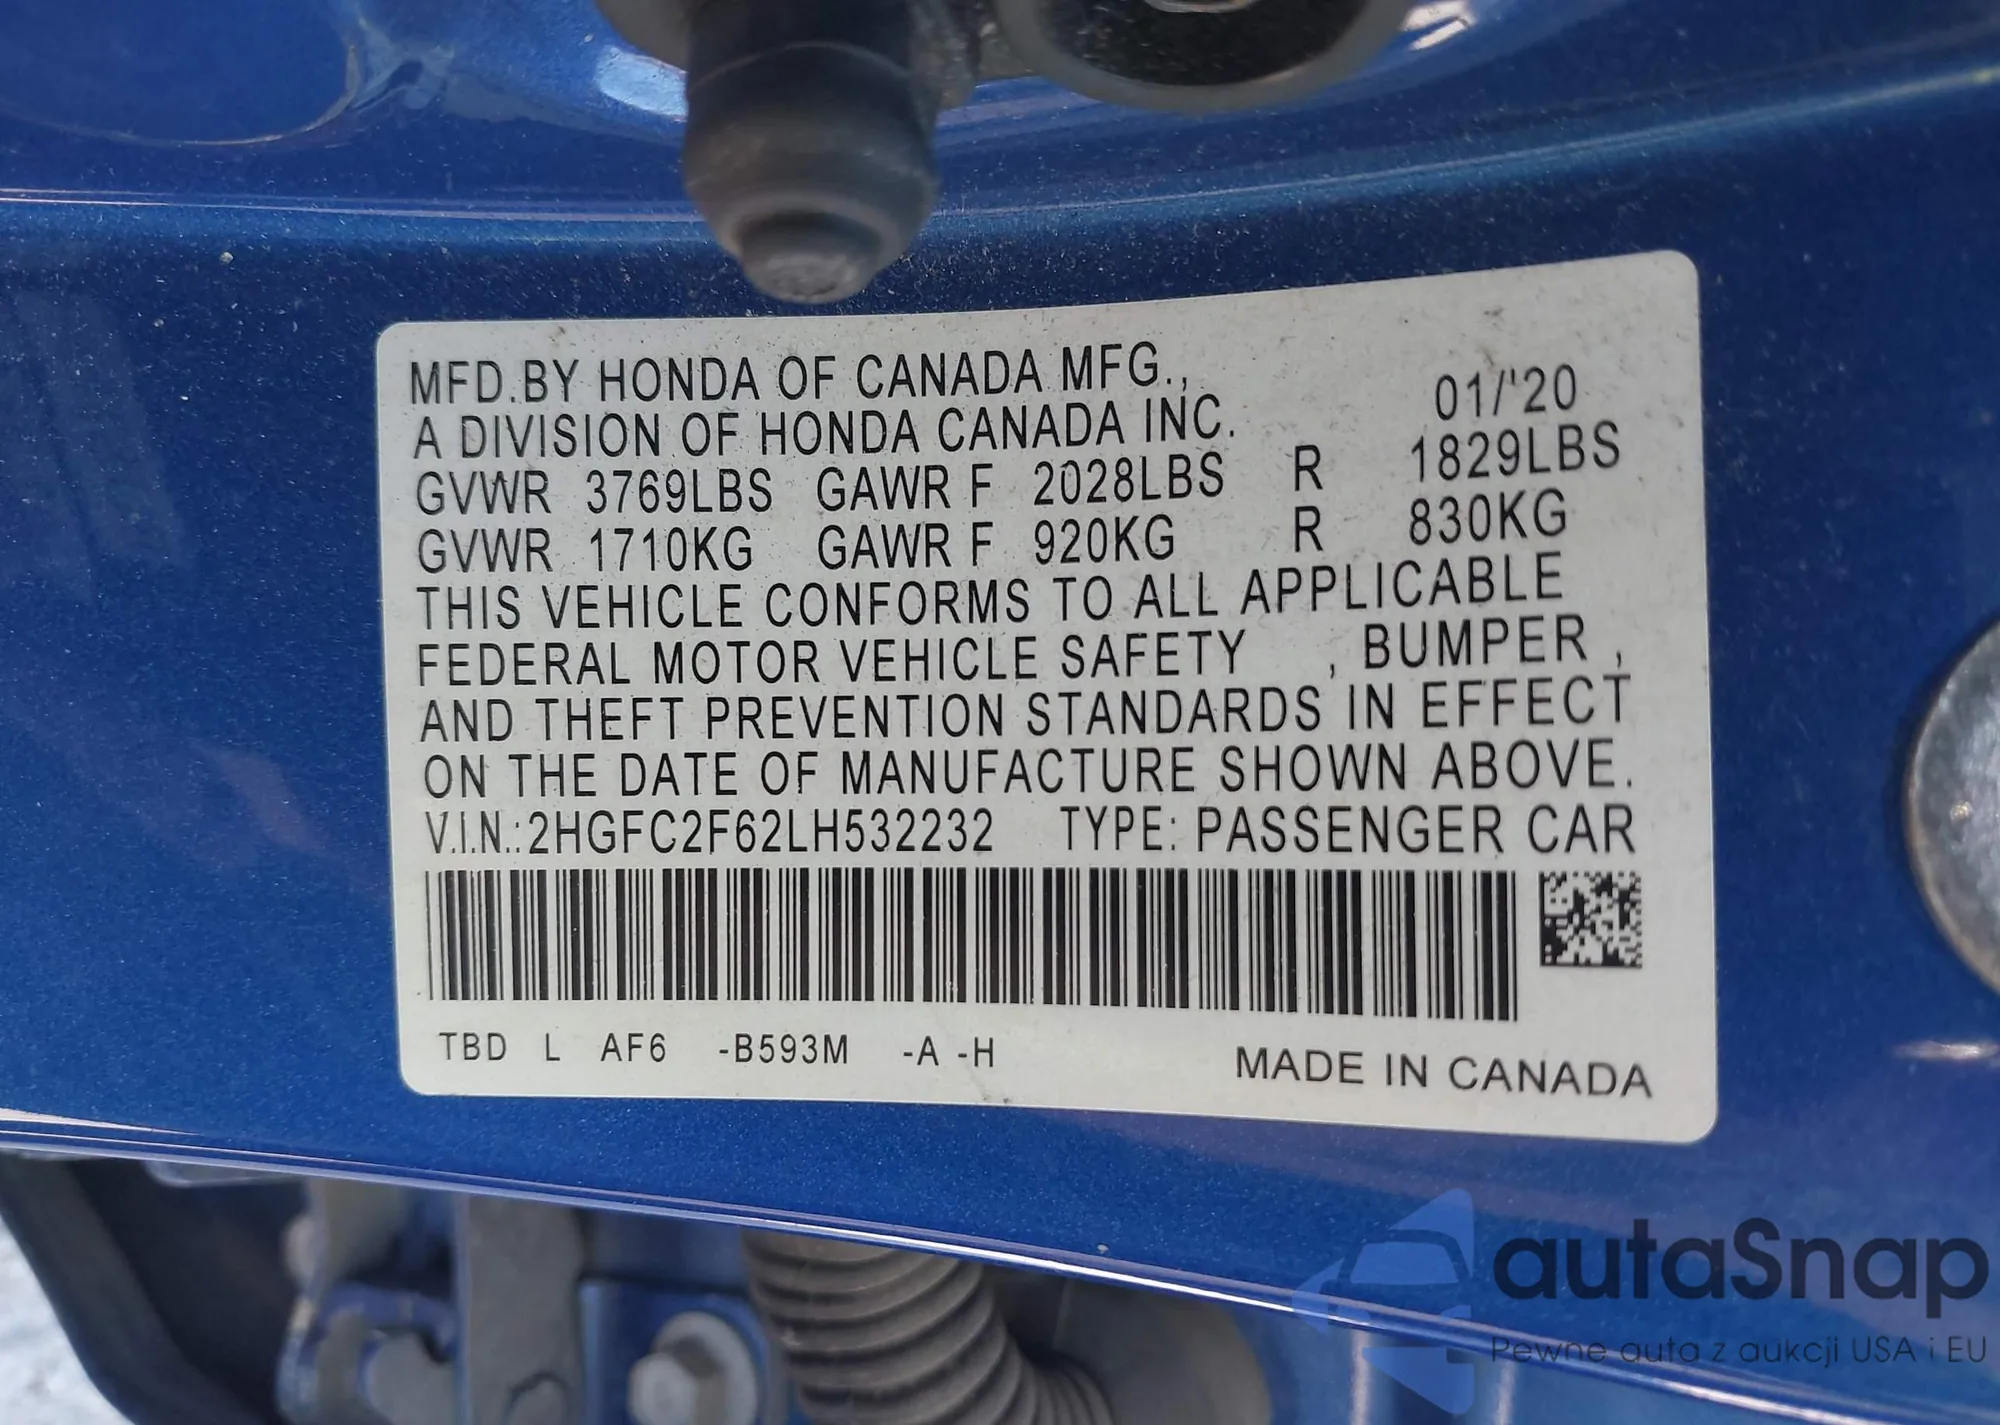 MFD.BY HONDA OF CANADA MFG.,
A DIVISION OF HONDA CANADA INC. 01/'20
GVWR 3769LBS GAWR F 2028LBS R 1829LBS
GVWR 1710KG GAWR F 920KG R 830KG
THIS VEHICLE CONFORMS TO ALL APPLICABLE
FEDERAL MOTOR VEHICLE SAFETY , BUMPER ,
AND THEFT PREVENTION STANDARDS IN EFFECT
ON THE DATE OF MANUFACTURE SHOWN ABOVE.
V.I.N.:2HGFC2F62LH532232 TYPE: PASSENGER CAR
TBD L AF6 -B593M -A -H MADE IN CANADA
autaSnap
Pewne auta z aukcji USA i EU